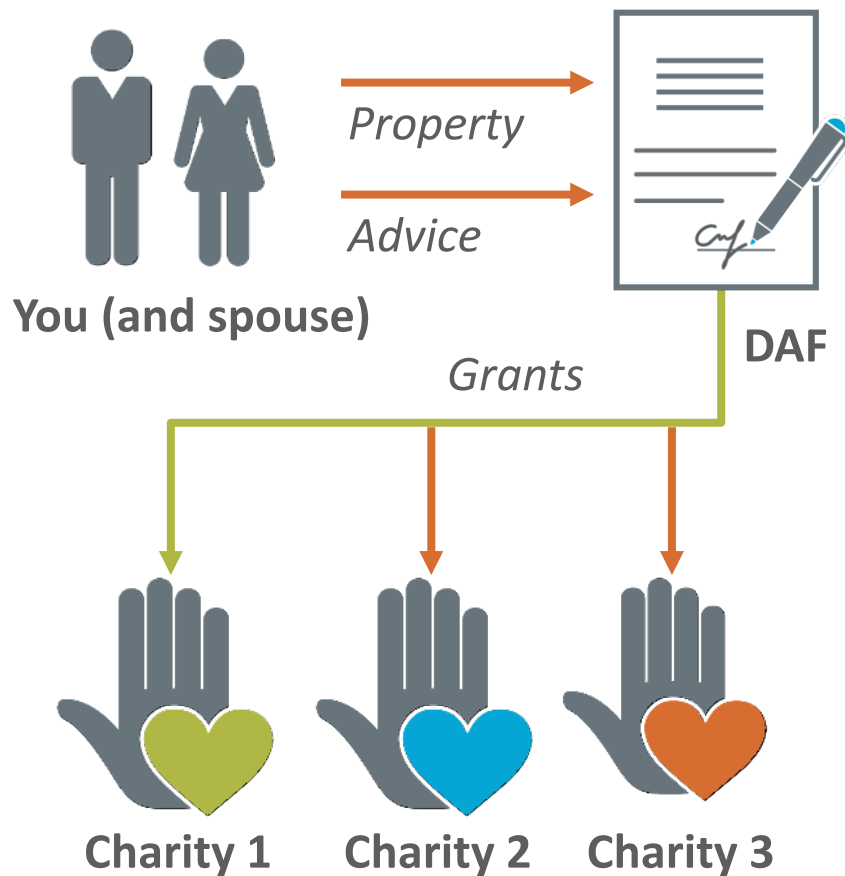 Property
Advice
You (and spouse)
DAF
Grants
Charity 1
Charity 2
Charity 3